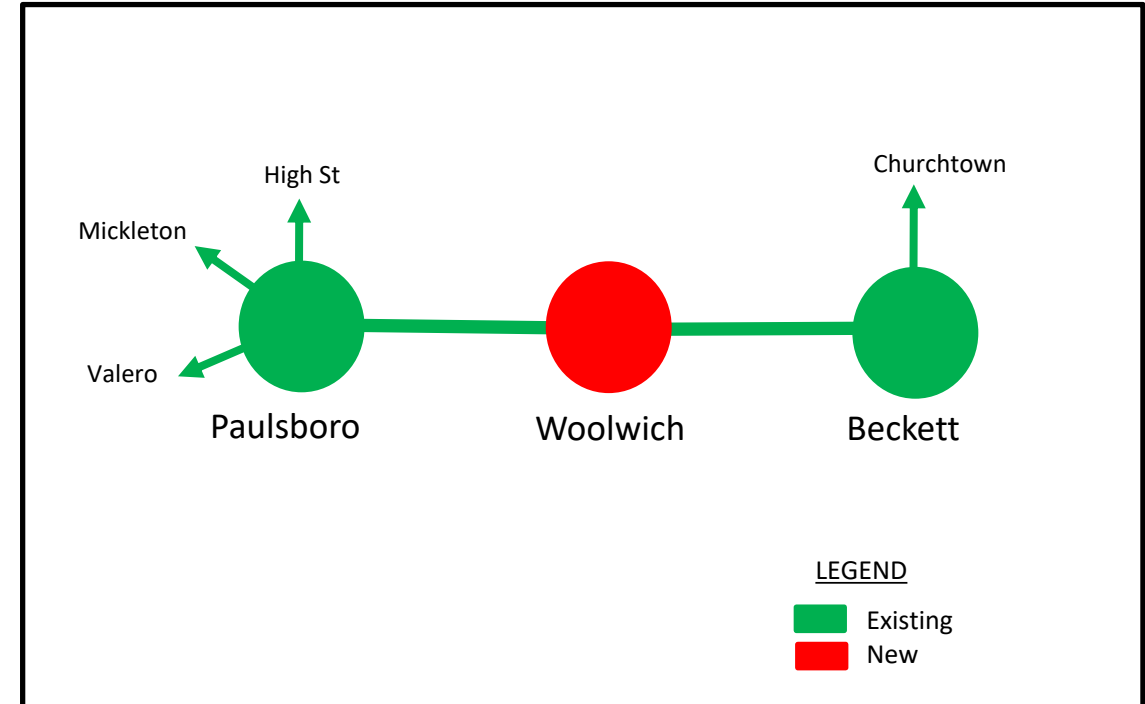 High St
Churchtown
Mickleton
Valero
Paulsboro
Woolwich
Beckett
LEGEND
Existing
New